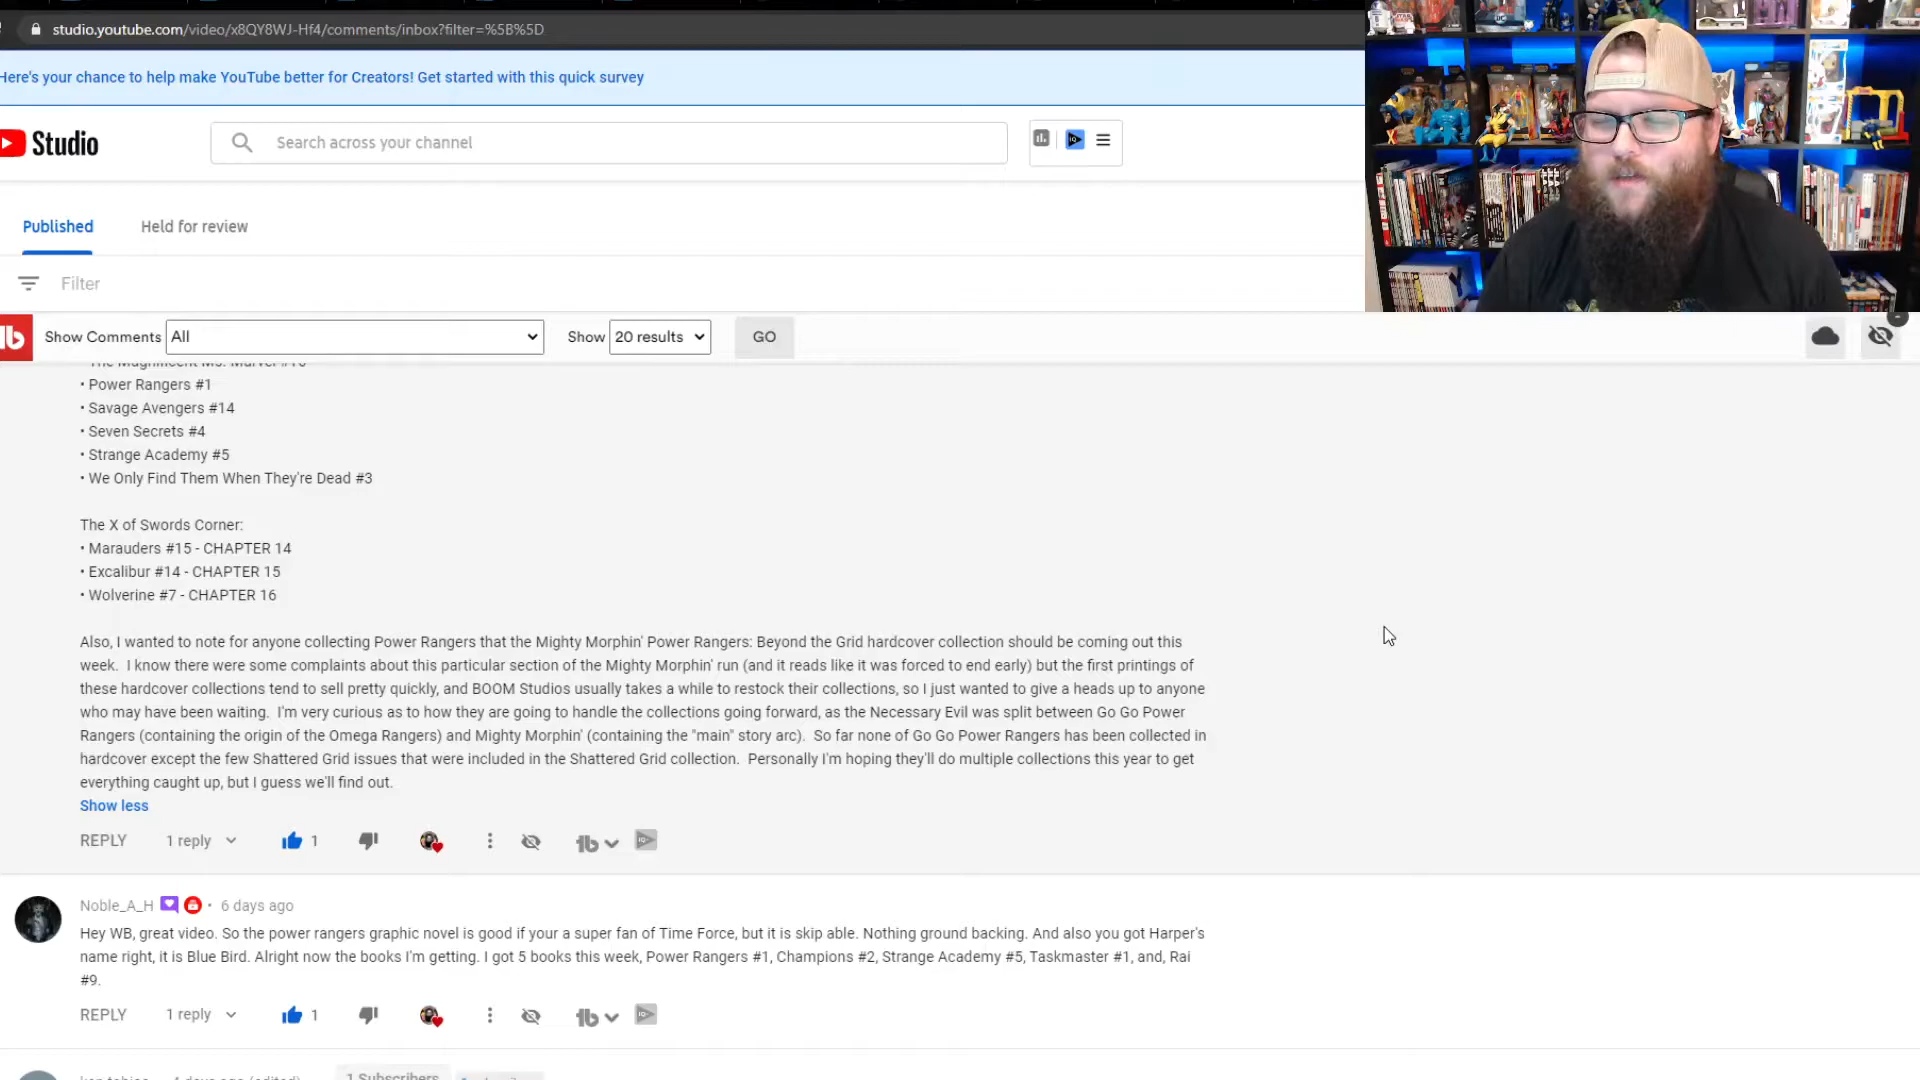 studio.youtube.com/video/x8QY8WJ-Hf4/comments/inbox?filter=%5B%5D
Here's your chance to help make YouTube better for Creators! Get started with this quick survey
Studio
Search across your channel
Published
Held for review
Filter
Show Comments All
Show 20 results
GO
• The Magnificent Ms. Marvel
• Power Rangers #1
• Savage Avengers #14
• Seven Secrets #4
• Strange Academy #5
• We Only Find Them When They're Dead #3
The X of Swords Corner:
• Marauders #15 - CHAPTER 14
• Excalibur #14 - CHAPTER 15
• Wolverine #7 - CHAPTER 16
Also, I wanted to note for anyone collecting Power Rangers that the Mighty Morphin' Power Rangers: Beyond the Grid hardcover collection should be coming out this
week. I know there were some complaints about this particular section of the Mighty Morphin' run (and it reads like it was forced to end early) but the first printings of
these hardcover collections tend to sell pretty quickly, and BOOM Studios usually takes a while to restock their collections, so I just wanted to give a heads up to anyone
who may have been waiting. I'm very curious as to how they are going to handle the collections going forward, as the Necessary Evil was split between Go Go Power
Rangers (containing the origin of the Omega Rangers) and Mighty Morphin' (containing the "main" story arc). So far none of Go Go Power Rangers has been collected in
hardcover except the few Shattered Grid issues that were included in the Shattered Grid collection. Personally I'm hoping they'll do multiple collections this year to get
everything caught up, but I guess we'll find out.
Show less
REPLY 1 reply 1
Noble_A_H • 6 days ago
Hey WB, great video. So the power rangers graphic novel is good if your a super fan of Time Force, but it is skip able. Nothing ground backing. And also you got Harper's
name right, it is Blue Bird. Alright now the books I'm getting. I got 5 books this week, Power Rangers #1, Champions #2, Strange Academy #5, Taskmaster #1, and, Rai
#9.
REPLY 1 reply 1
4 days ago (edited) 1 Subscribers